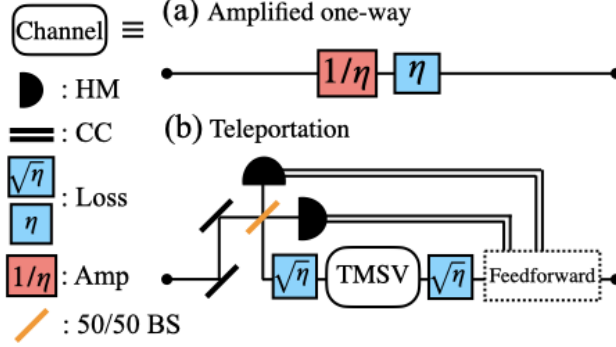 Channel ≡
(a) Amplified one-way
1/η η
: HM
: CC
√η
η
: Loss
1/η : Amp
: 50/50 BS
(b) Teleportation
√η TMSV √η Feedforward